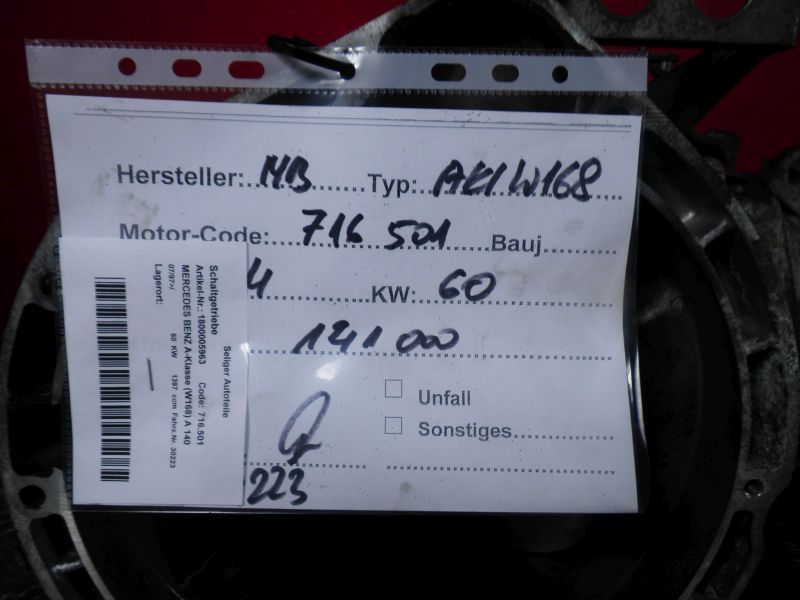 Hersteller: MB Typ: AKl W168
Motor-Code: 716 501 Bauj
4 KW: 60
141 000
Unfall
Sonstiges
223
Seliger Autoteile
Schaltgetriebe
Artikel-Nr.: 1800005963 Code: 716.501
MERCEDES BENZ A-Klasse (W168) A 140
07/97>/ 60 KW 1397 ccm Fahrz.Nr. 30223
Lagerort: